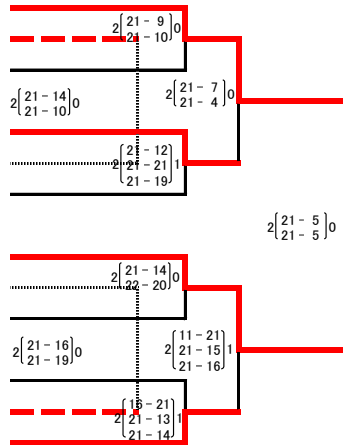 2 21 - 9 0
21 - 10
2 21 - 7 0
21 - 4
2 21 - 14 0
21 - 10
21 - 12
2 21 - 21 1
21 - 19
2 21 - 5 0
21 - 5
2 21 - 14 0
22 - 20
2 21 - 16 0
21 - 19
11 - 21
2 21 - 15 1
21 - 16
16 - 21
2 21 - 13 1
21 - 14